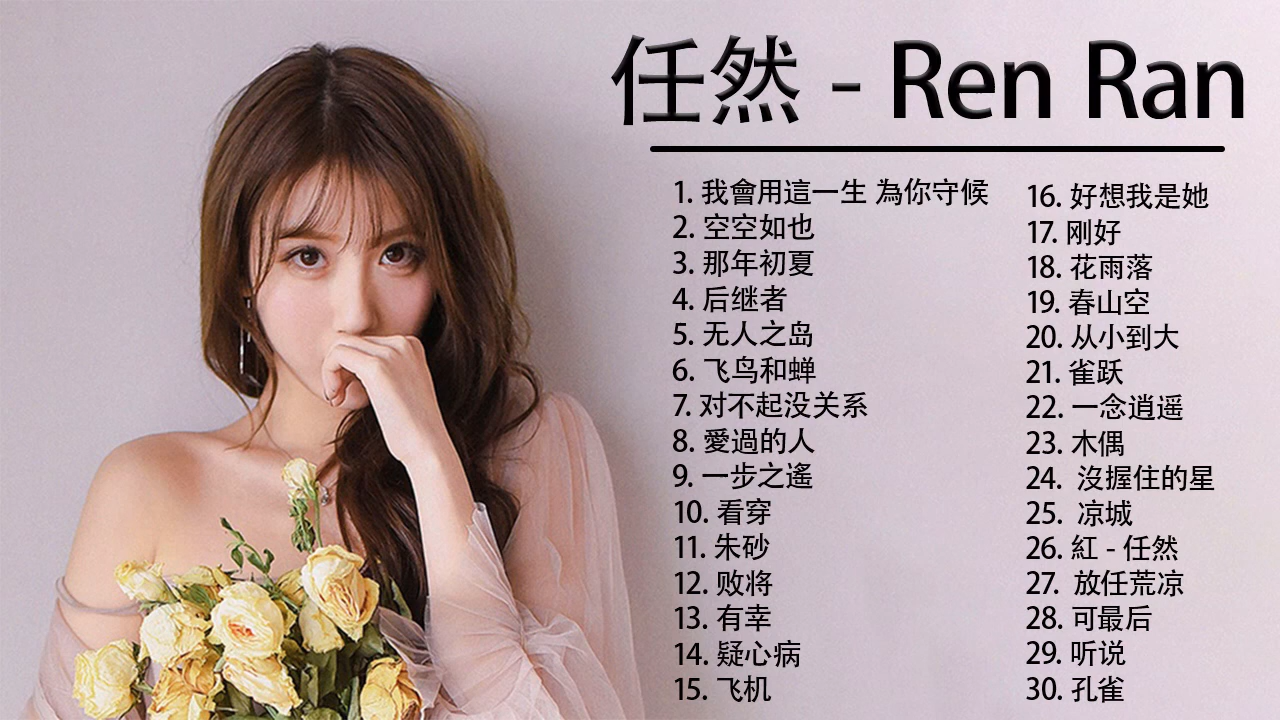 任然 - Ren Ran
1. 我會用這一生 為你守候
2. 空空如也
3. 那年初夏
4. 后继者
5. 无人之岛
6. 飞鸟和蝉
7. 对不起没关系
8. 愛過的人
9. 一步之遙
10. 看穿
11. 朱砂
12. 败将
13. 有幸
14. 疑心病
15. 飞机
16. 好想我是她
17. 刚好
18. 花雨落
19. 春山空
20. 从小到大
21. 雀跃
22. 一念逍遥
23. 木偶
24. 沒握住的星
25. 凉城
26. 紅 - 任然
27. 放任荒凉
28. 可最后
29. 听说
30. 孔雀